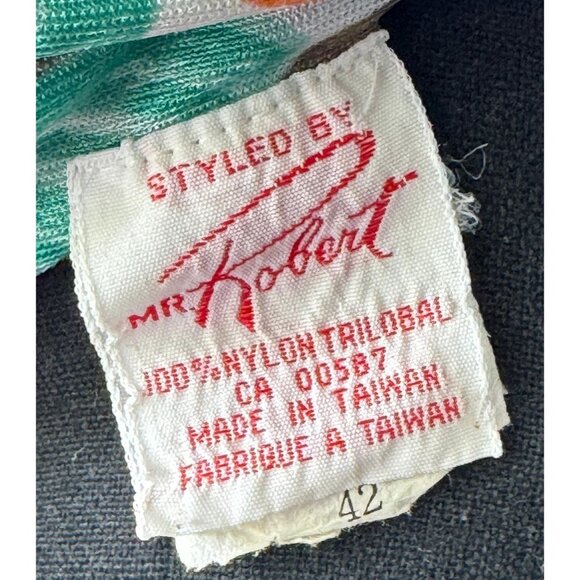 STYLED BY
MR. Robert
100% NYLON TRILOBAL
CA 00587
MADE IN TAIWAN
FABRIQUE A TAIWAN
42